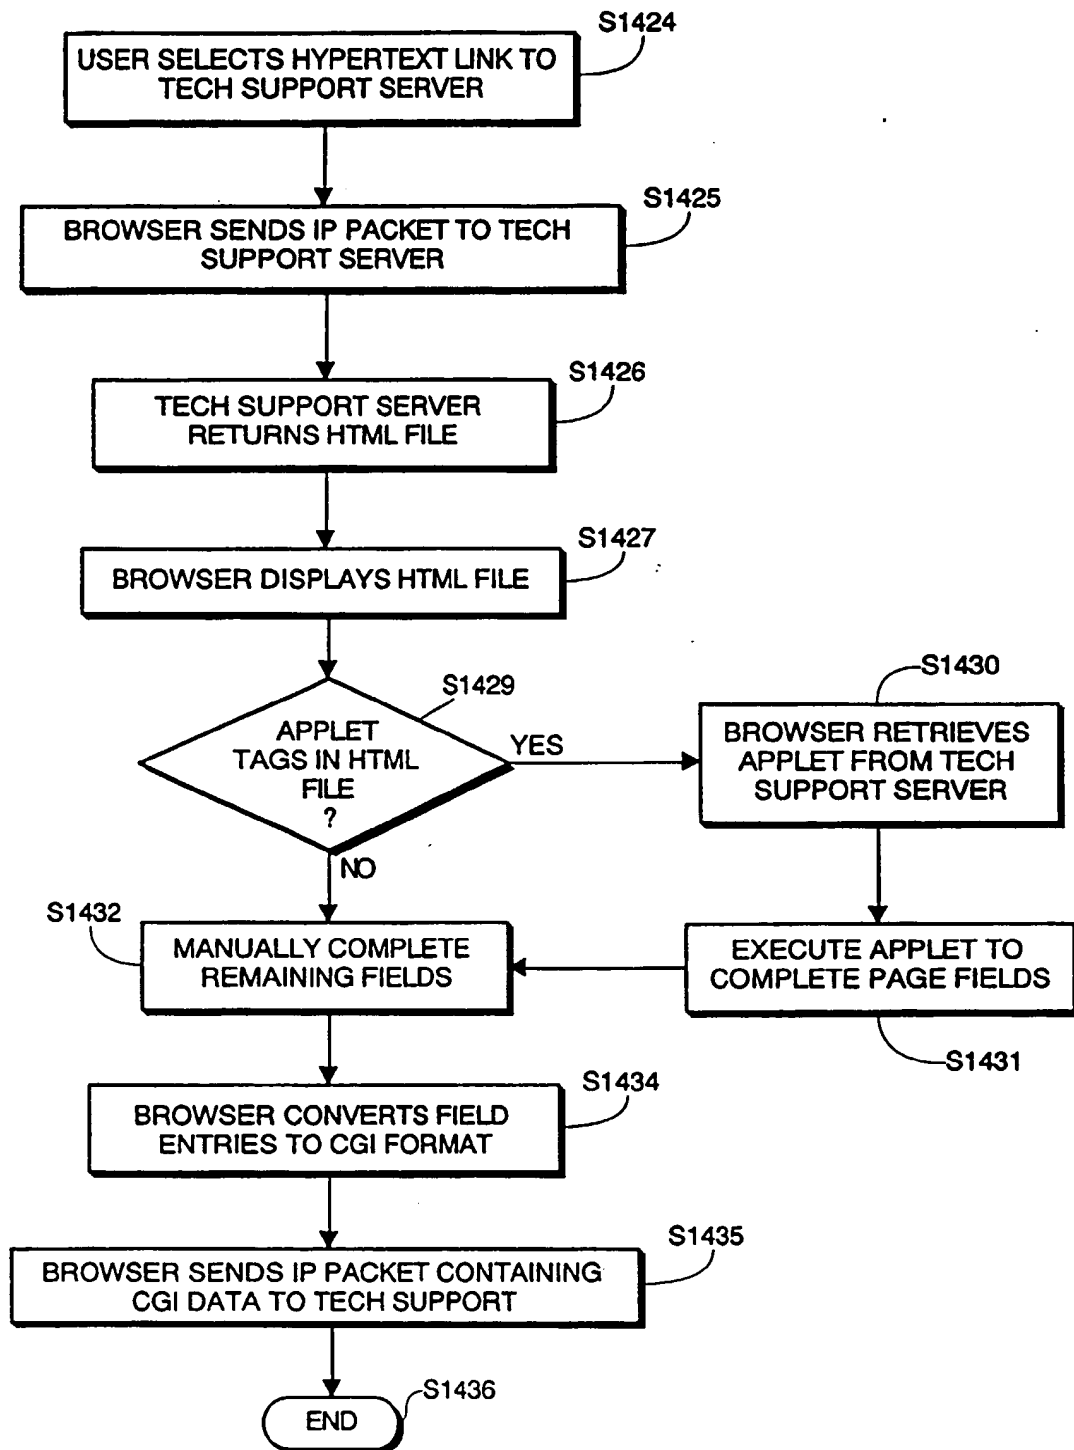 S1424
USER SELECTS HYPERTEXT LINK TO
TECH SUPPORT SERVER
S1425
BROWSER SENDS IP PACKET TO TECH
SUPPORT SERVER
S1426
TECH SUPPORT SERVER
RETURNS HTML FILE
S1427
BROWSER DISPLAYS HTML FILE
S1429
APPLET
TAGS IN HTML
FILE
?
YES
NO
S1430
BROWSER RETRIEVES
APPLET FROM TECH
SUPPORT SERVER
EXECUTE APPLET TO
COMPLETE PAGE FIELDS
S1431
S1432
MANUALLY COMPLETE
REMAINING FIELDS
S1434
BROWSER CONVERTS FIELD
ENTRIES TO CGI FORMAT
S1435
BROWSER SENDS IP PACKET CONTAINING
CGI DATA TO TECH SUPPORT
S1436
END